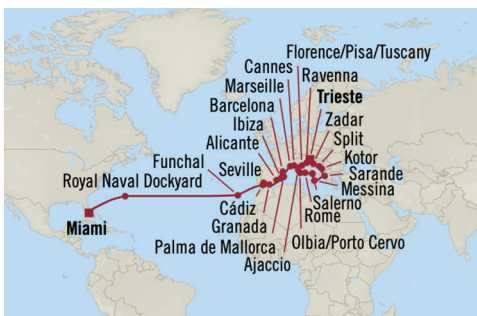 Florence/Pisa/Tuscany
Cannes
Ravenna
Marseille
Trieste
Barcelona
Zadar
Ibiza
Split
Alicante
Kotor
Funchal
Seville
Sarande
Royal Naval Dockyard
Messina
Salerno
Cádiz
Rome
Miami
Granada
Palma de Mallorca
Olbia/Porto Cervo
Ajaccio